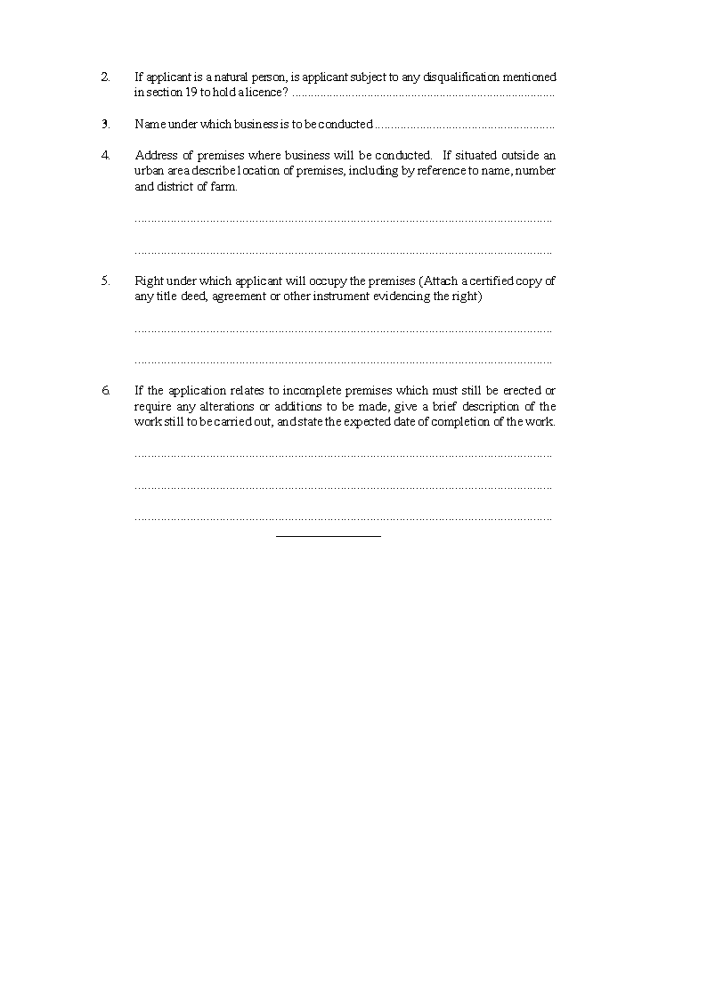 2. If applicant is a natural person, is applicant subject to any disqualification mentioned
in section 19 to hold a licence? ....................................................................................
3. Name under which business is to be conducted ........................................................
4. Address of premises where business will be conducted. If situated outside an
urban area describe location of premises, including by reference to name, number
and district of farm.
.................................................................................................................................
.................................................................................................................................
5. Right under which applicant will occupy the premises (Attach a certified copy of
any title deed, agreement or other instrument evidencing the right)
.................................................................................................................................
.................................................................................................................................
6. If the application relates to incomplete premises which must still be erected or
require any alterations or additions to be made, give a brief description of the
work still to be carried out, and state the expected date of completion of the work.
.................................................................................................................................
.................................................................................................................................
.................................................................................................................................